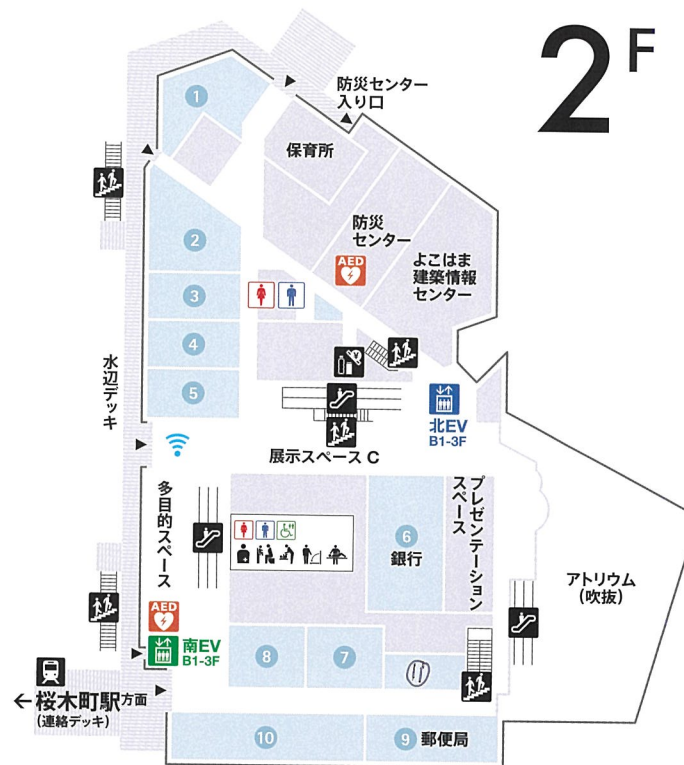 2F
防災センター
入り口
1
保育所
防災
センター
AED
よこはま
建築情報
センター
2
3
4
5
水辺デッキ
北EV
B1-3F
展示スペース C
多目的スペース
6
銀行
プレゼンテーション
スペース
アトリウム
(吹抜)
AED
南EV
B1-3F
8
7
11
←桜木町駅方面
(連絡デッキ)
10
9 郵便局